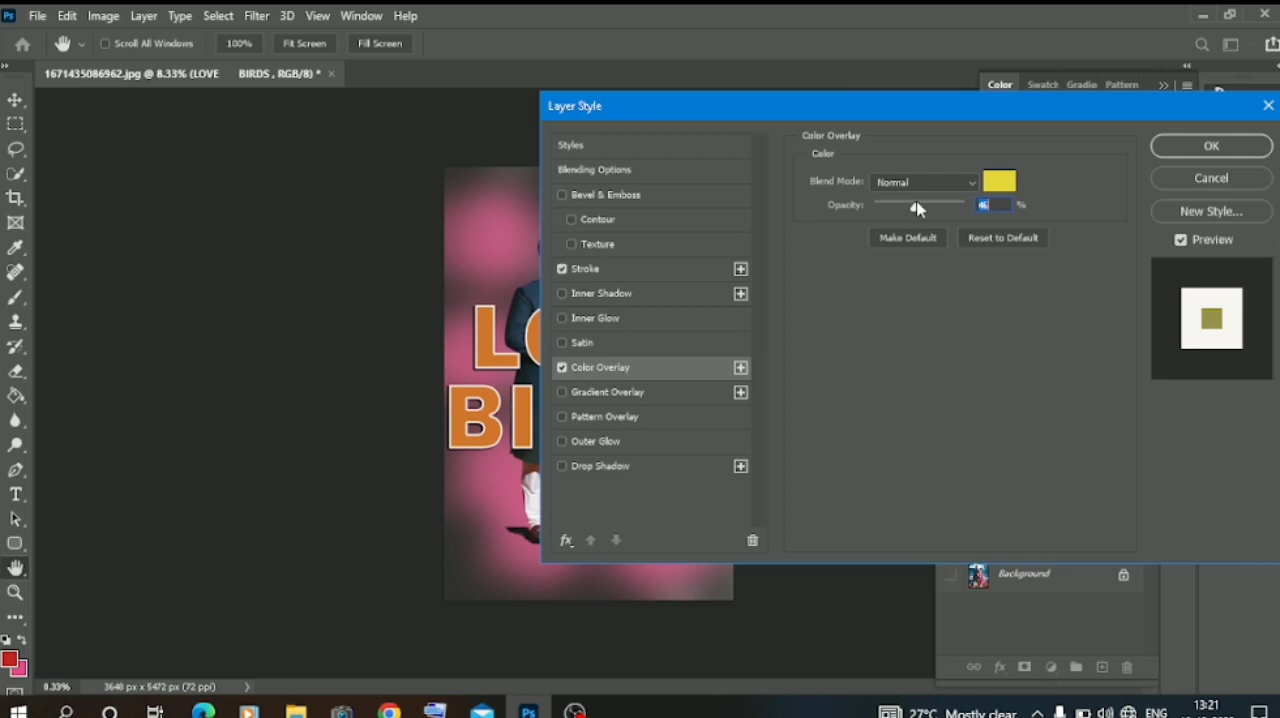 Ps File Edit Image Layer Type Select Filter 3D View Window Help
Scroll All Windows 100% Fit Screen Fill Screen
1671435086962.jpg @ 8.33% (LOVE BIRDS , RGB/8) * ×
Color Swatch Gradie Pattern
Layer Style
Styles
Blending Options
Bevel & Emboss
Contour
Texture
Stroke
Inner Shadow
Inner Glow
Satin
Color Overlay
Gradient Overlay
Pattern Overlay
Outer Glow
Drop Shadow
fx
Color Overlay
Color
Blend Mode: Normal
Opacity: %
Make Default Reset to Default
OK
Cancel
New Style...
Preview
LO
BI
Background
fx
8.33% 3648 px x 5472 px (72 ppi)
Ps
27°C Mostly clear ENG
13:21